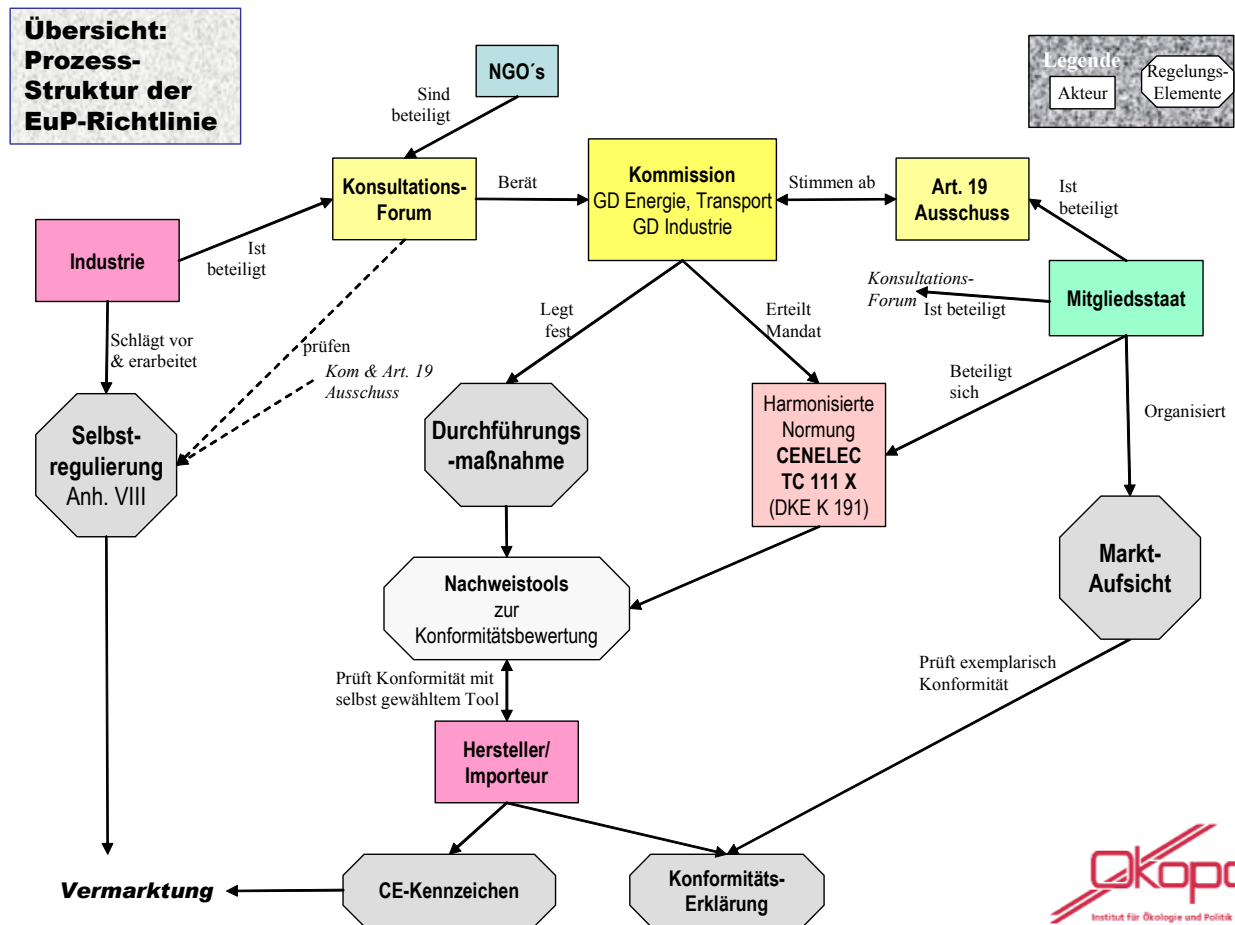 Übersicht:
Prozess-
Struktur der
EuP-Richtlinie
NGO´s
Legende
Akteur
Regelungs-
Elemente
Sind
beteiligt
Konsultations-
Forum
Berät
Kommission
GD Energie, Transport
GD Industrie
Stimmen ab
Art. 19
Ausschuss
Ist
beteiligt
Industrie
Ist
beteiligt
Konsultations-
Forum
Ist beteiligt
Mitgliedsstaat
Schlägt vor
& erarbeitet
prüfen
Kom & Art. 19
Ausschuss
Legt
fest
Erteilt
Mandat
Beteiligt
sich
Organisiert
Selbst-
regulierung
Anh. VIII
Durchführungs
-maßnahme
Harmonisierte
Normung
CENELEC
TC 111 X
(DKE K 191)
Markt-
Aufsicht
Nachweistools
zur
Konformitätsbewertung
Prüft Konformität mit
selbst gewähltem Tool
Prüft exemplarisch
Konformität
Hersteller/
Importeur
Vermarktung
CE-Kennzeichen
Konformitäts-
Erklärung
Institut für Ökologie und Politik